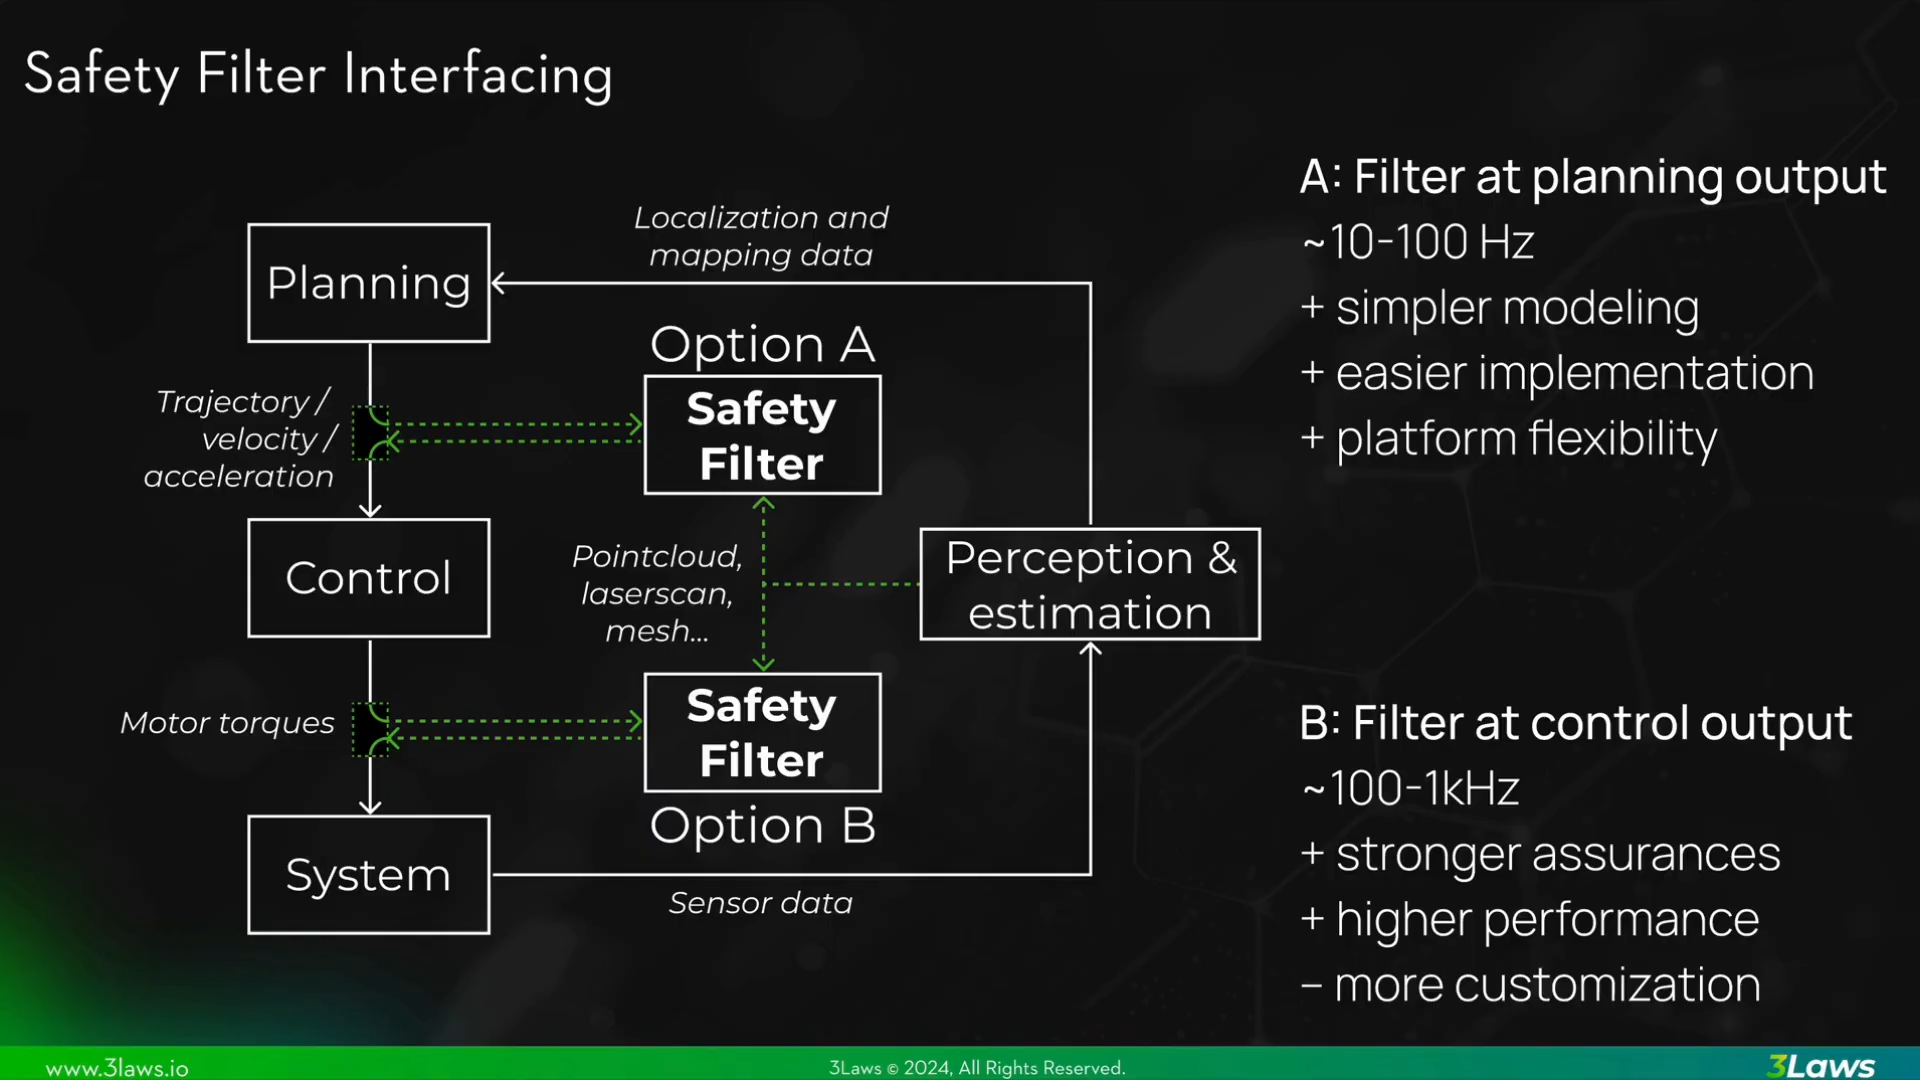 Safety Filter Interfacing
Planning
Localization and
mapping data
Option A
Safety
Filter
Trajectory /
velocity /
acceleration
Control
Pointcloud,
laserscan,
mesh...
Perception &
estimation
Motor torques
Safety
Filter
Option B
System
Sensor data
A: Filter at planning output
~10-100 Hz
+ simpler modeling
+ easier implementation
+ platform flexibility
B: Filter at control output
~100-1kHz
+ stronger assurances
+ higher performance
- more customization
www.3laws.io
3Laws © 2024, All Rights Reserved.
3Laws